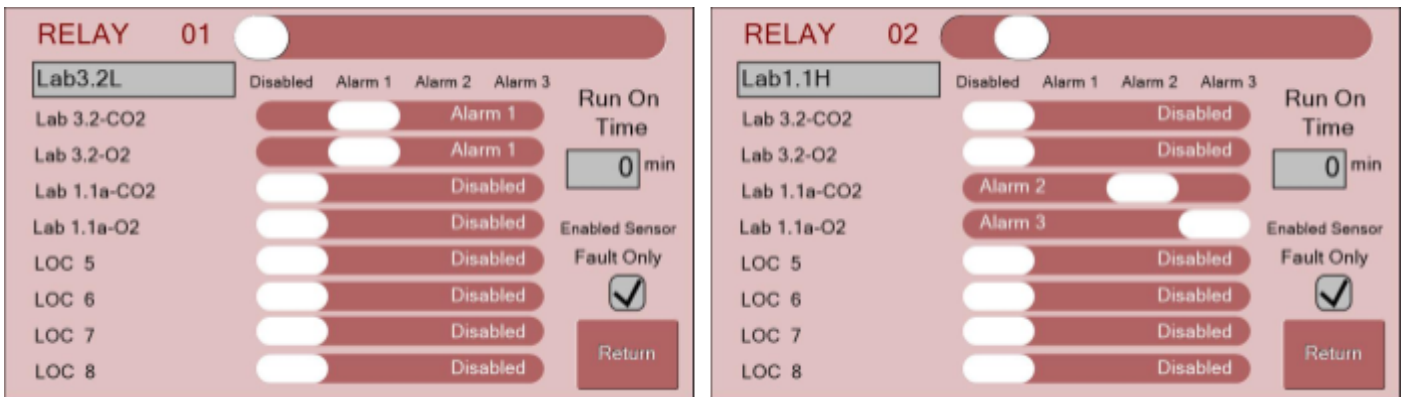 RELAY 01
Lab3.2L
Disabled Alarm 1 Alarm 2 Alarm 3
Lab 3.2-CO2 Alarm 1
Lab 3.2-O2 Alarm 1
Lab 1.1a-CO2 Disabled
Lab 1.1a-O2 Disabled
LOC 5 Disabled
LOC 6 Disabled
LOC 7 Disabled
LOC 8 Disabled
Run On
Time
0 min
Enabled Sensor
Fault Only
Return
RELAY 02
Lab1.1H
Disabled Alarm 1 Alarm 2 Alarm 3
Lab 3.2-CO2 Disabled
Lab 3.2-O2 Disabled
Lab 1.1a-CO2 Alarm 2
Lab 1.1a-O2 Alarm 3
LOC 5 Disabled
LOC 6 Disabled
LOC 7 Disabled
LOC 8 Disabled
Run On
Time
0 min
Enabled Sensor
Fault Only
Return